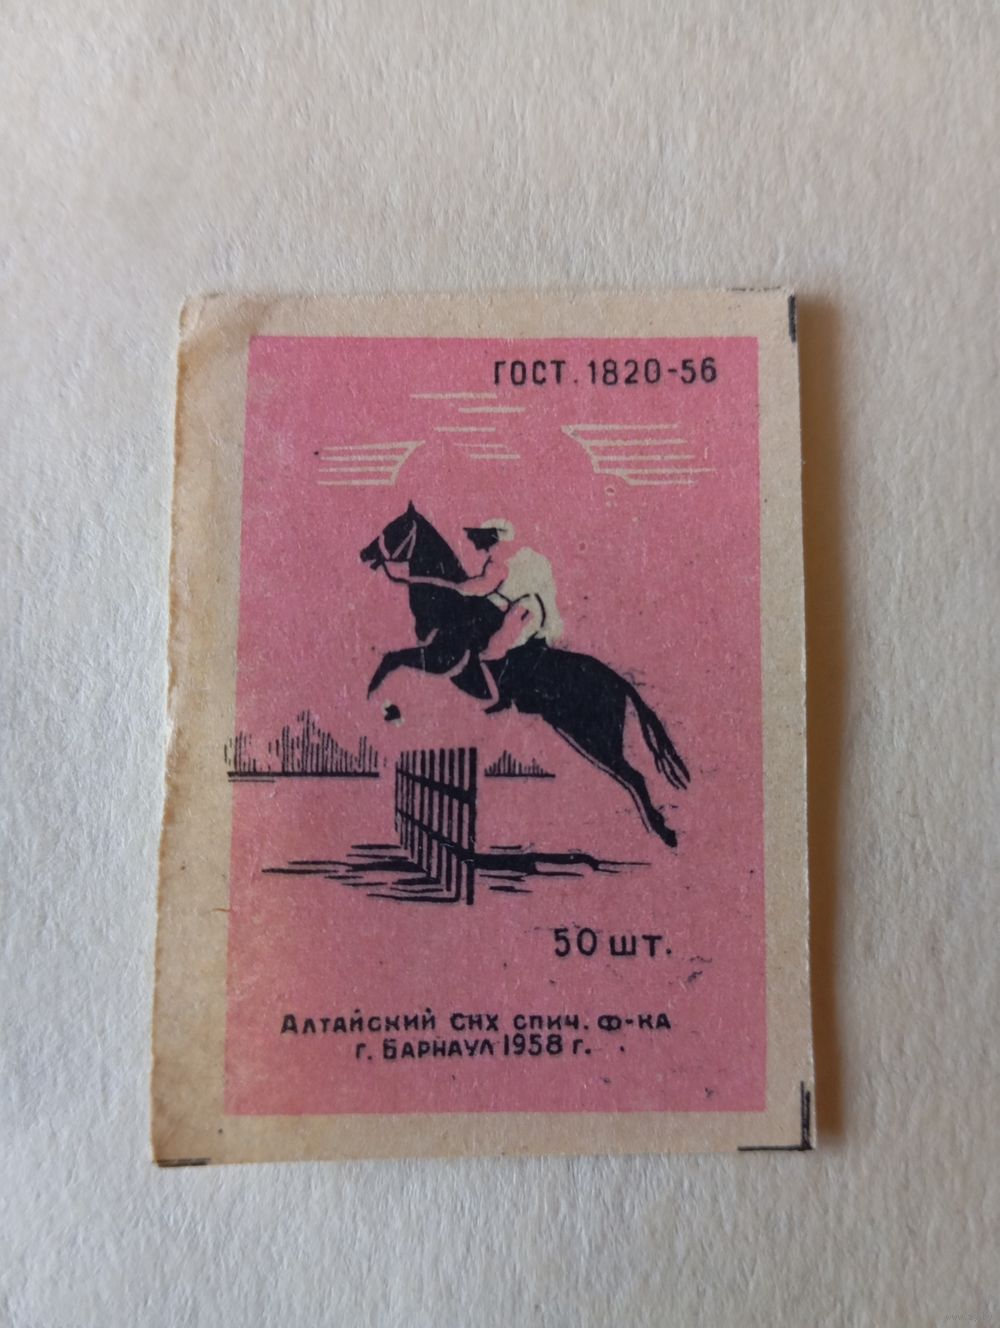 ГОСТ. 1820-56
50 шт.
Алтайский СНХ спич. ф-ка
г. Барнаул 1958 г.